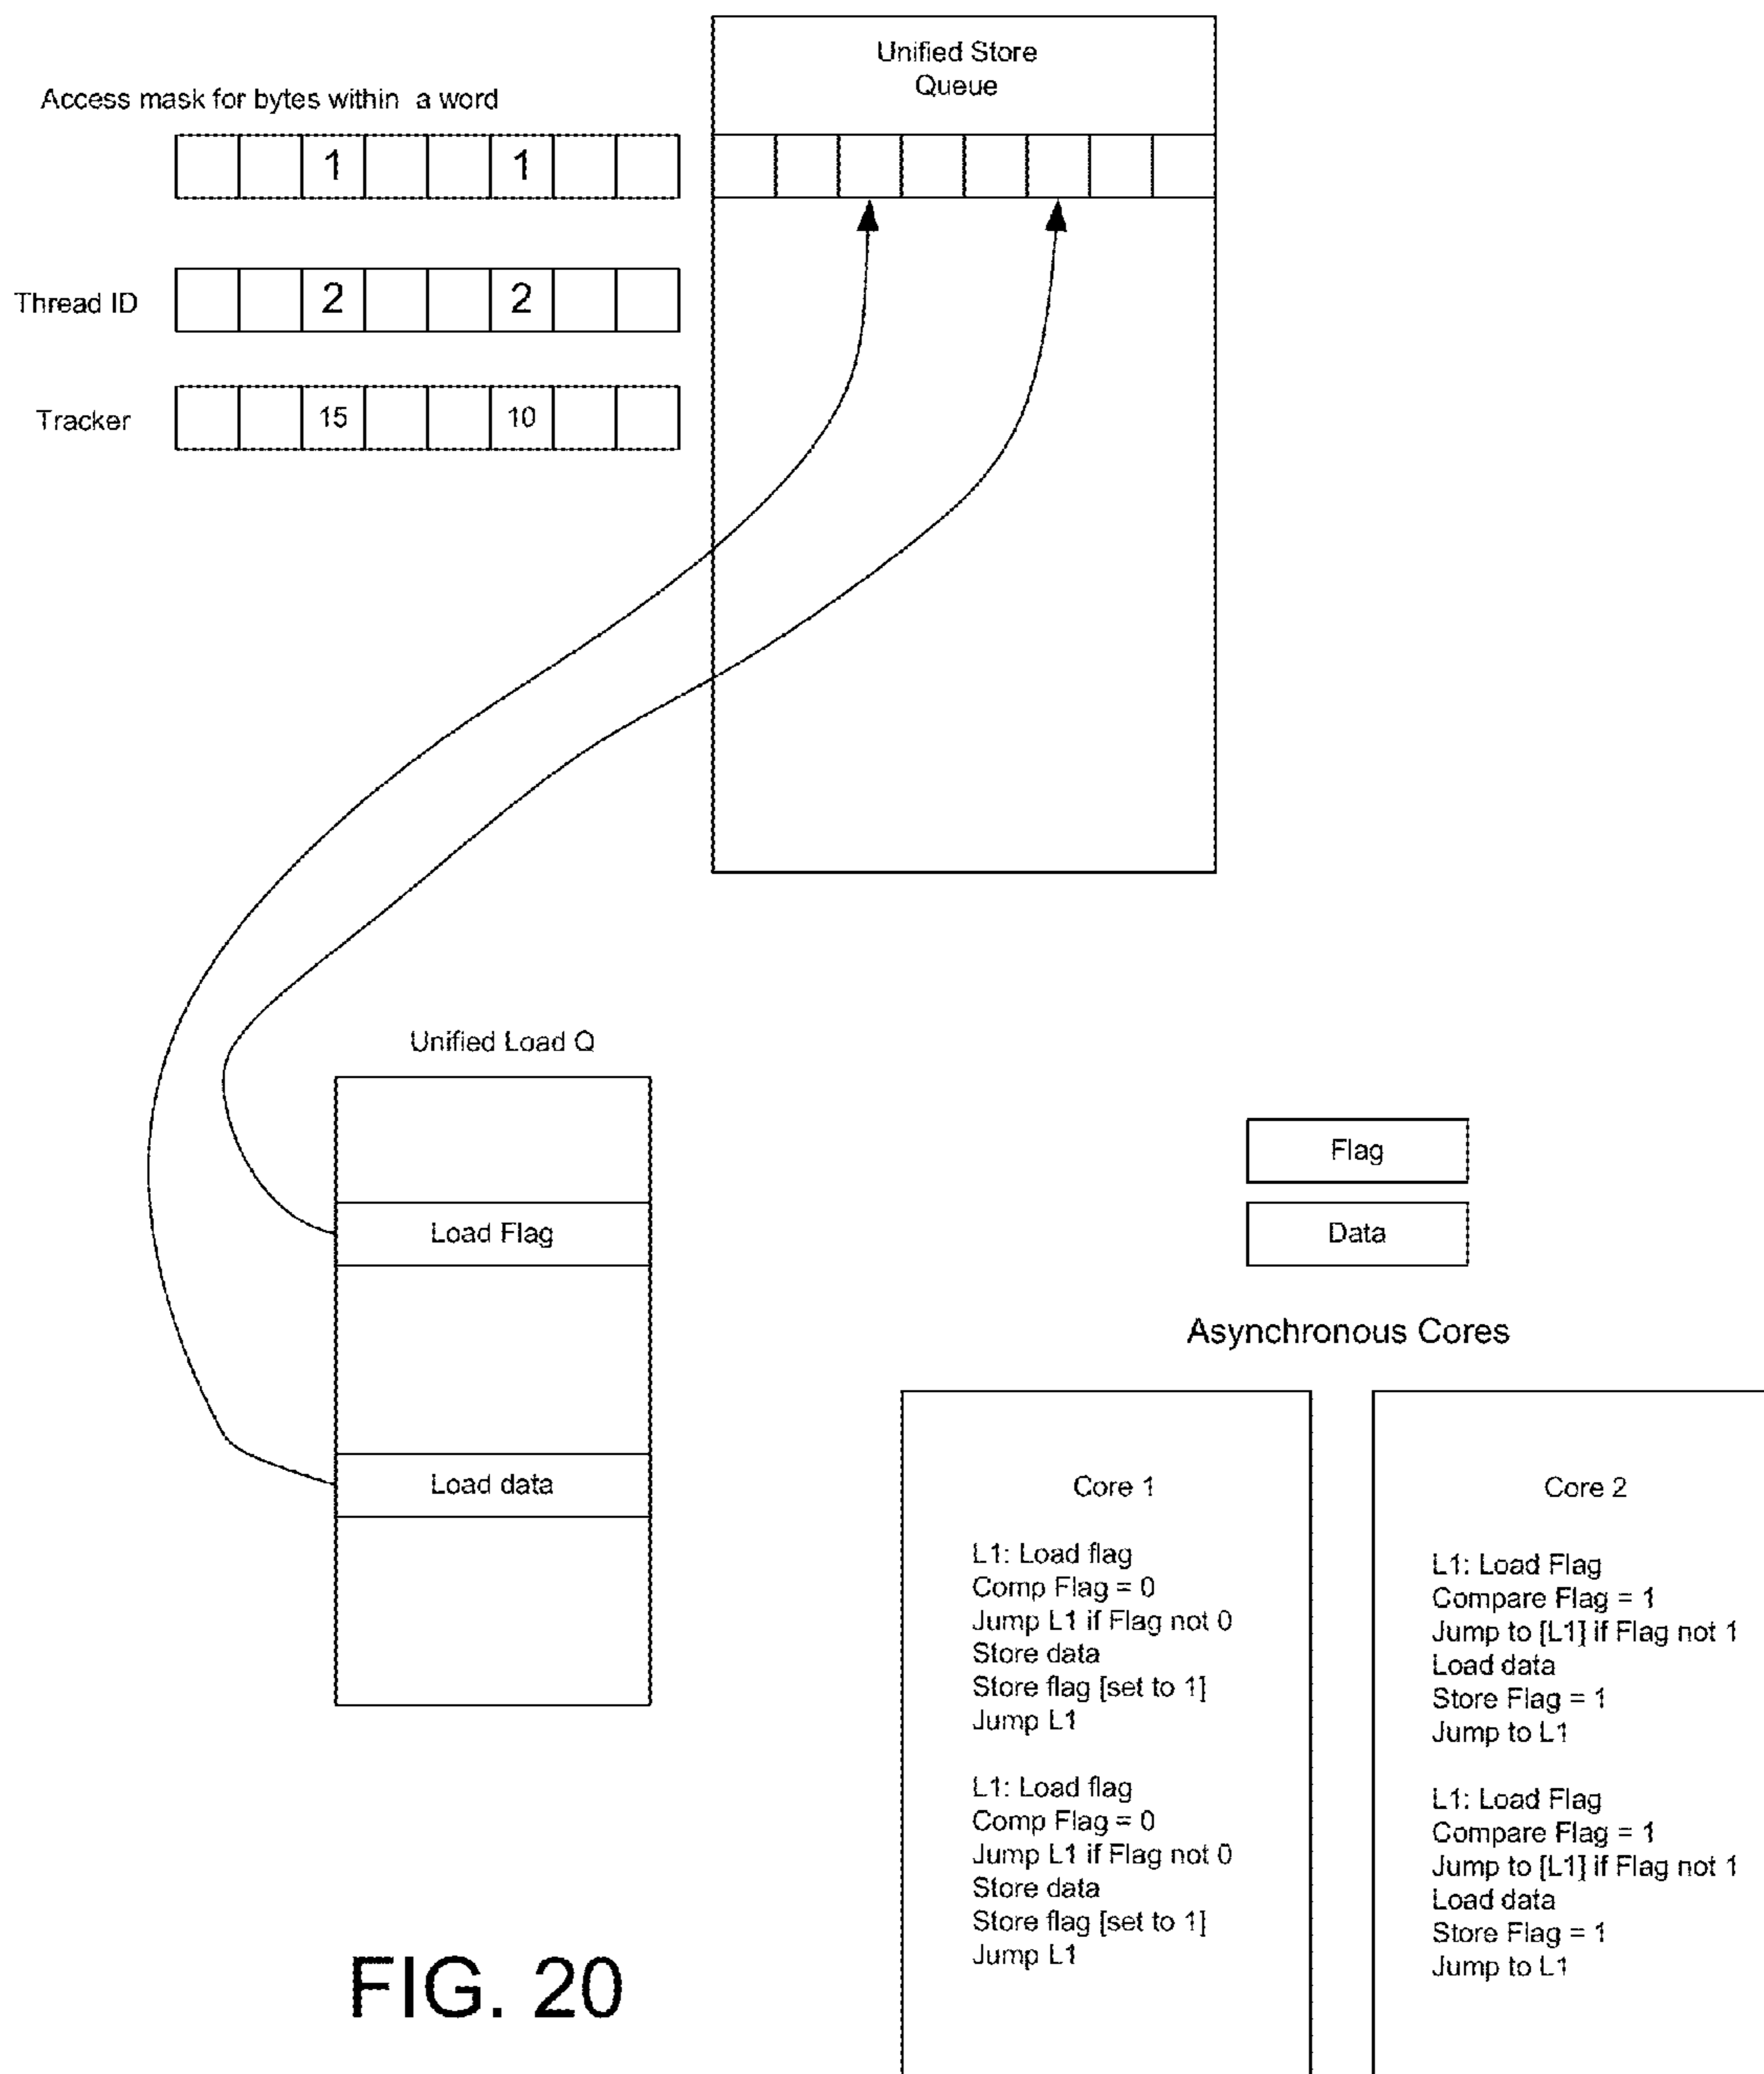 Unified Store
Queue
Access mask for bytes within a word
1 1
Thread ID
2 2
Tracker
15 10
Unified Load Q
Load Flag
Load data
Flag
Data
Asynchronous Cores
Core 1
L1: Load flag
Comp Flag = 0
Jump L1 if Flag not 0
Store data
Store flag [set to 1]
Jump L1
L1: Load flag
Comp Flag = 0
Jump L1 if Flag not 0
Store data
Store flag [set to 1]
Jump L1
Core 2
L1: Load Flag
Compare Flag = 1
Jump to [L1] if Flag not 1
Load data
Store Flag = 1
Jump to L1
L1: Load Flag
Compare Flag = 1
Jump to [L1] if Flag not 1
Load data
Store Flag = 1
Jump to L1
FIG. 20